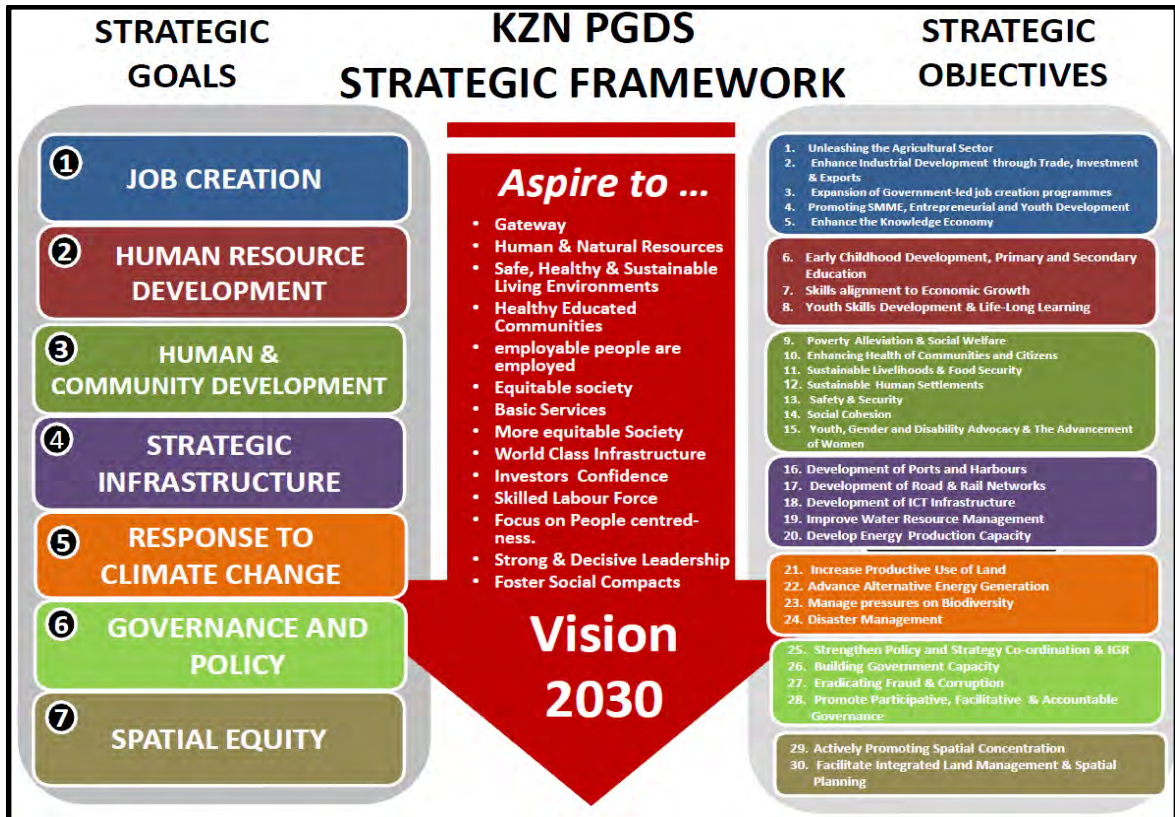 STRATEGIC
GOALS
KZN PGDS
STRATEGIC FRAMEWORK
STRATEGIC
OBJECTIVES
1
JOB CREATION
2
HUMAN RESOURCE
DEVELOPMENT
3
HUMAN &
COMMUNITY DEVELOPMENT
4
STRATEGIC
INFRASTRUCTURE
5
RESPONSE TO
CLIMATE CHANGE
6
GOVERNANCE AND
POLICY
7
SPATIAL EQUITY
Aspire to ...
• Gateway
• Human & Natural Resources
• Safe, Healthy & Sustainable
Living Environments
• Healthy Educated
Communities
• employable people are
employed
• Equitable society
• Basic Services
• More equitable Society
• World Class Infrastructure
• Investors Confidence
• Skilled Labour Force
• Focus on People centred-
ness.
• Strong & Decisive Leadership
• Foster Social Compacts
Vision
2030
1. Unleashing the Agricultural Sector
2. Enhance Industrial Development through Trade, Investment
& Exports
3. Expansion of Government-led job creation programmes
4. Promoting SMME, Entrepreneurial and Youth Development
5. Enhance the Knowledge Economy
6. Early Childhood Development, Primary and Secondary
Education
7. Skills alignment to Economic Growth
8. Youth Skills Development & Life-Long Learning
9. Poverty Alleviation & Social Welfare
10. Enhancing Health of Communities and Citizens
11. Sustainable Livelihoods & Food Security
12. Sustainable Human Settlements
13. Safety & Security
14. Social Cohesion
15. Youth, Gender and Disability Advocacy & The Advancement
of Women
16. Development of Ports and Harbours
17. Development of Road & Rail Networks
18. Development of ICT Infrastructure
19. Improve Water Resource Management
20. Develop Energy Production Capacity
21. Increase Productive Use of Land
22. Advance Alternative Energy Generation
23. Manage pressures on Biodiversity
24. Disaster Management
25. Strengthen Policy and Strategy Co-ordination & IGR
26. Building Government Capacity
27. Eradicating Fraud & Corruption
28. Promote Participative, Facilitative & Accountable
Governance
29. Actively Promoting Spatial Concentration
30. Facilitate Integrated Land Management & Spatial
Planning